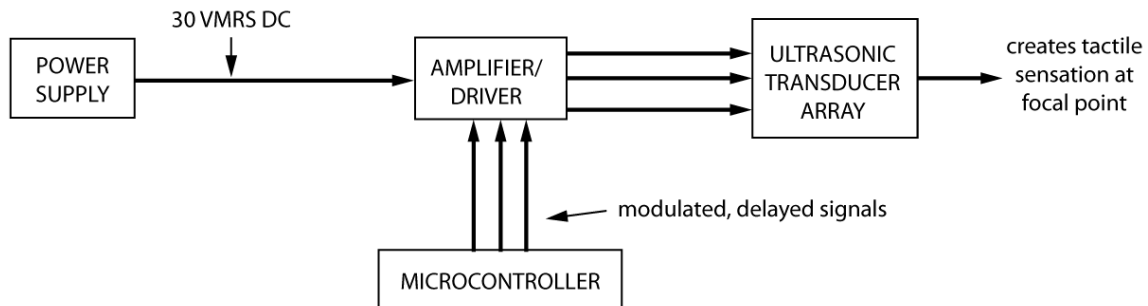 30 VMRS DC
POWER
SUPPLY
AMPLIFIER/
DRIVER
ULTRASONIC
TRANSDUCER
ARRAY
creates tactile
sensation at
focal point
modulated, delayed signals
MICROCONTROLLER